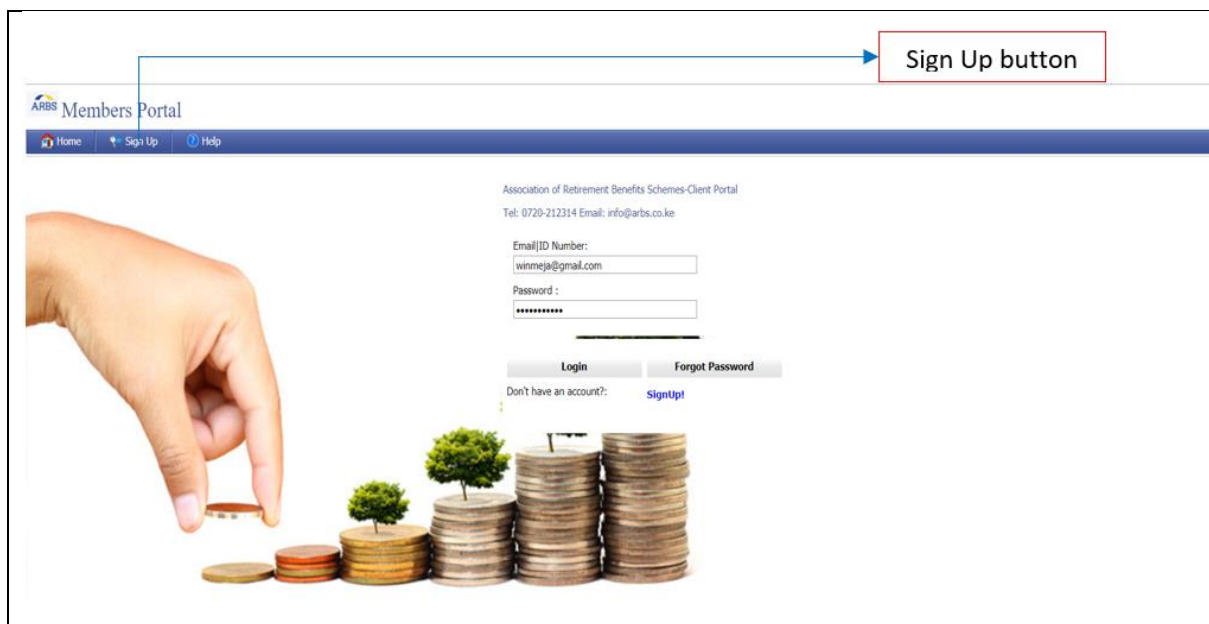 Sign Up button
ARBS Members Portal
Home Sign Up Help
Association of Retirement Benefits Schemes-Client Portal
Tel: 0720-212314 Email: info@arbs.co.ke
Email|ID Number:
winmeja@gmail.com
Password :
•••••••••••
Login Forgot Password
Don't have an account?: SignUp!